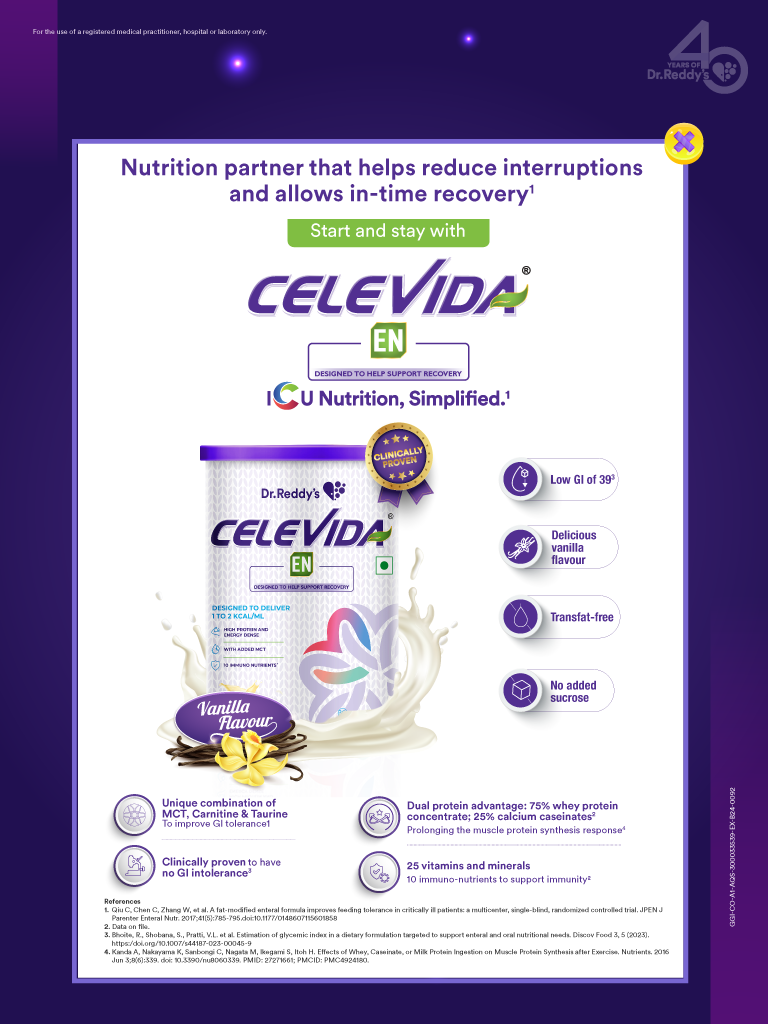 For the use of a registered medical practitioner, hospital or laboratory only.
40
YEARS OF
Dr.Reddy's
Nutrition partner that helps reduce interruptions
and allows in-time recovery¹
Start and stay with
CELEVIDA®
EN
DESIGNED TO HELP SUPPORT RECOVERY
ICU Nutrition, Simplified.¹
CLINICALLY
PROVEN
Dr.Reddy's
CELEVIDA®
EN
DESIGNED TO HELP SUPPORT RECOVERY
DESIGNED TO DELIVER
1 TO 2 KCAL/ML
HIGH PROTEIN AND
ENERGY DENSE
WITH ADDED MCT
10 IMMUNO NUTRIENTS*
Vanilla
Flavour
Low GI of 39³
Delicious
vanilla
flavour
Transfat-free
No added
sucrose
Unique combination of
MCT, Carnitine & Taurine
To improve GI tolerance1
Clinically proven to have
no GI intolerance³
Dual protein advantage: 75% whey protein
concentrate; 25% calcium caseinates²
Prolonging the muscle protein synthesis response⁴
25 vitamins and minerals
10 immuno-nutrients to support immunity²
References
1. Qiu C, Chen C, Zhang W, et al. A fat-modified enteral formula improves feeding tolerance in critically ill patients: a multicenter, single-blind, randomized controlled trial. JPEN J
Parenter Enteral Nutr. 2017;41(5):785-795.doi:10.1177/0148607115601858
2. Data on file.
3. Bhoite, R., Shobana, S., Pratti, V.L. et al. Estimation of glycemic index in a dietary formulation targeted to support enteral and oral nutritional needs. Discov Food 3, 5 (2023).
https:/doi.org/10.1007/s44187-023-00045-9
4. Kanda A, Nakayama K, Sanbongi C, Nagata M, Ikegami S, Itoh H. Effects of Whey, Caseinate, or Milk Protein Ingestion on Muscle Protein Synthesis after Exercise. Nutrients. 2016
Jun 3;8(6):339. doi: 10.3390/nu8060339. PMID: 27271661; PMCID: PMC4924180.
GGI-CO-A1-AQS-300033539-EX-B24-0092